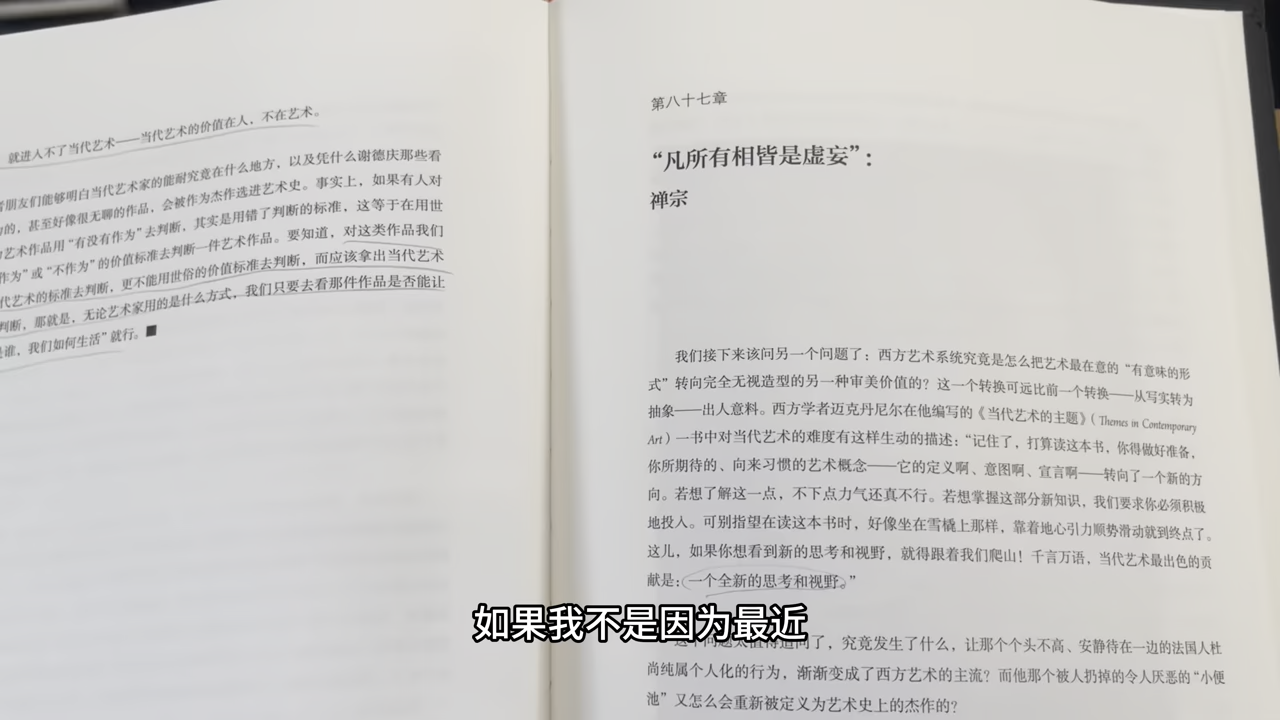 就进入不了当代艺术——当代艺术的价值在人，不在艺术。
者朋友们能够明白当代艺术家的能耐究竟在什么地方，以及凭什么谢德庆那些看
的，甚至好像很无聊的作品，会被作为杰作选进艺术史。事实上，如果有人对
艺术作品用“有没有作为”去判断，其实是用错了判断的标准，这等于在用世
作为”或“不作为”的价值标准去判断一件艺术作品。要知道，对这类作品我们
代艺术的标准去判断，更不能用世俗的价值标准去判断，而应该拿出当代艺术
判断，那就是，无论艺术家用的是什么方式，我们只要去看那件作品是否能让
是谁，我们如何生活”就行。■
第八十七章
“凡所有相皆是虚妄”：
禅宗
我们接下来该问另一个问题了：西方艺术系统究竟是怎么把艺术最在意的“有意味的形
式”转向完全无视造型的另一种审美价值的？这一个转换可远比前一个转换——从写实转为
抽象——出人意料。西方学者迈克丹尼尔在他编写的《当代艺术的主题》（Themes in Contemporary
Art）一书中对当代艺术的难度有这样生动的描述：“记住了，打算读这本书，你得做好准备，
你所期待的、向来习惯的艺术概念——它的定义啊、意图啊、宣言啊——转向了一个新的方
向。若想了解这一点，不下点力气还真不行。若想掌握这部分新知识，我们要求你必须积极
地投入。可别指望在读这本书时，好像坐在雪橇上那样，靠着地心引力顺势滑动就到终点了。
这儿，如果你想看到新的思考和视野，就得跟着我们爬山！千言万语，当代艺术最出色的贡
献是：一个全新的思考和视野。”
如果我不是因为最近
了，究竟发生了什么，让那个个头不高、安静待在一边的法国人杜
尚纯属个人化的行为，渐渐变成了西方艺术的主流？而他那个被人扔掉的令人厌恶的“小便
池”又怎么会重新被定义为艺术史上的杰作的？